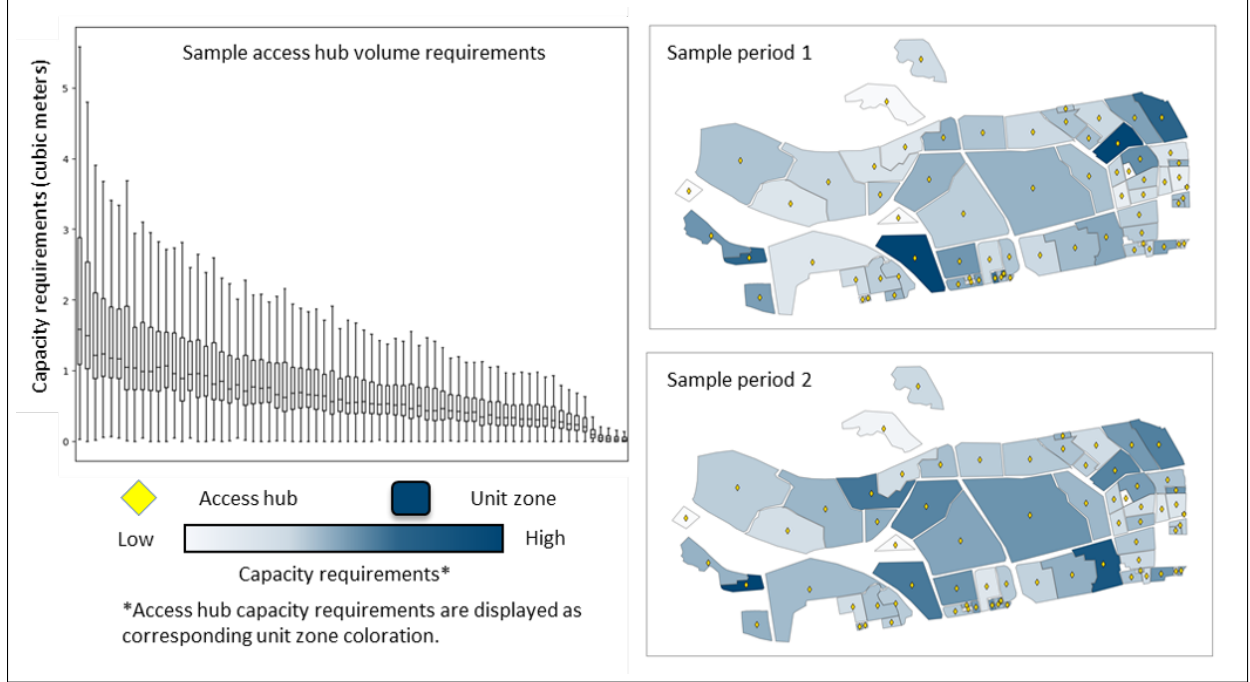 Sample access hub volume requirements
Capacity requirements (cubic meters)
5
4
3
2
1
0
Access hub
Unit zone
Low
High
Capacity requirements*
*Access hub capacity requirements are displayed as
corresponding unit zone coloration.
Sample period 1
Sample period 2